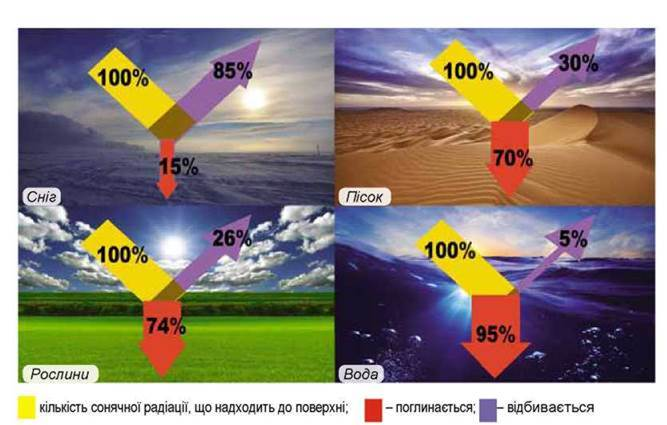 100%
85%
15%
Сніг
100%
30%
70%
Пісок
100%
26%
74%
Рослини
100%
5%
95%
Вода
кількість сонячної радіації, що надходить до поверхні; – поглинається; – відбивається